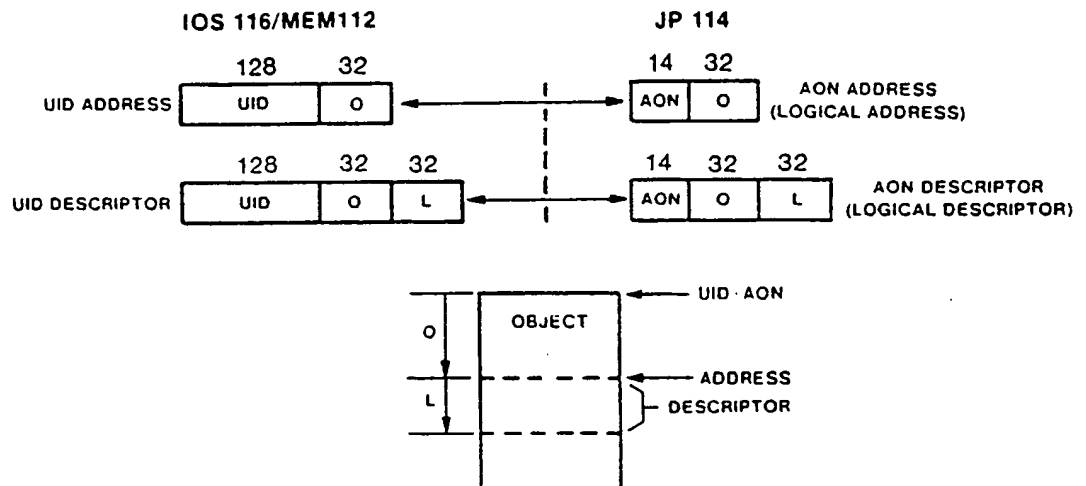 IOS 116/MEM112
JP 114
128 32
14 32
UID ADDRESS
UID O
AON O
AON ADDRESS
(LOGICAL ADDRESS)
128 32 32
14 32 32
UID DESCRIPTOR
UID O L
AON O L
AON DESCRIPTOR
(LOGICAL DESCRIPTOR)
UID·AON
OBJECT
O
ADDRESS
L
DESCRIPTOR